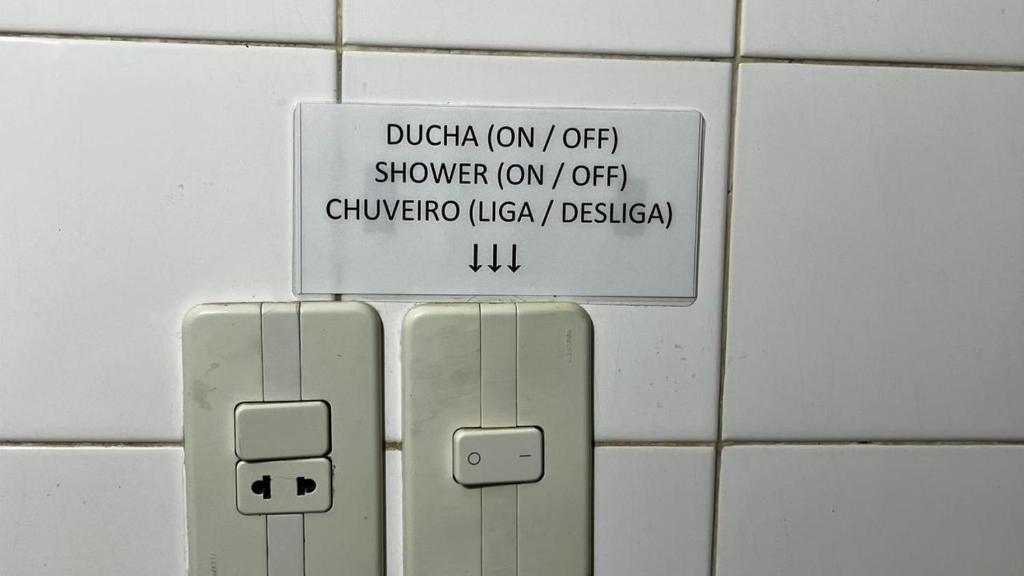 DUCHA (ON / OFF)
SHOWER (ON / OFF)
CHUVEIRO (LIGA / DESLIGA)
↓↓↓